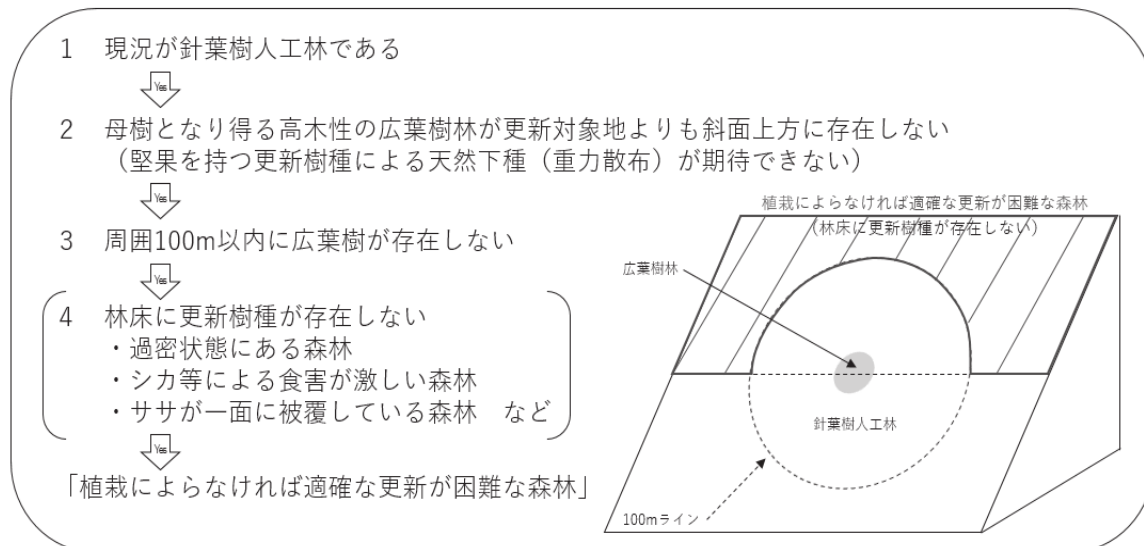 1 現況が針葉樹人工林である
Yes
2 母樹となり得る高木性の広葉樹林が更新対象地よりも斜面上方に存在しない
(堅果を持つ更新樹種による天然下種(重力散布)が期待できない)
Yes
3 周囲100m以内に広葉樹が存在しない
Yes
4 林床に更新樹種が存在しない
・過密状態にある森林
・シカ等による食害が激しい森林
・ササが一面に被覆している森林 など
Yes
「植栽によらなければ適確な更新が困難な森林」
植栽によらなければ適確な更新が困難な森林
(林床に更新樹種が存在しない)
広葉樹林
針葉樹人工林
100mライン